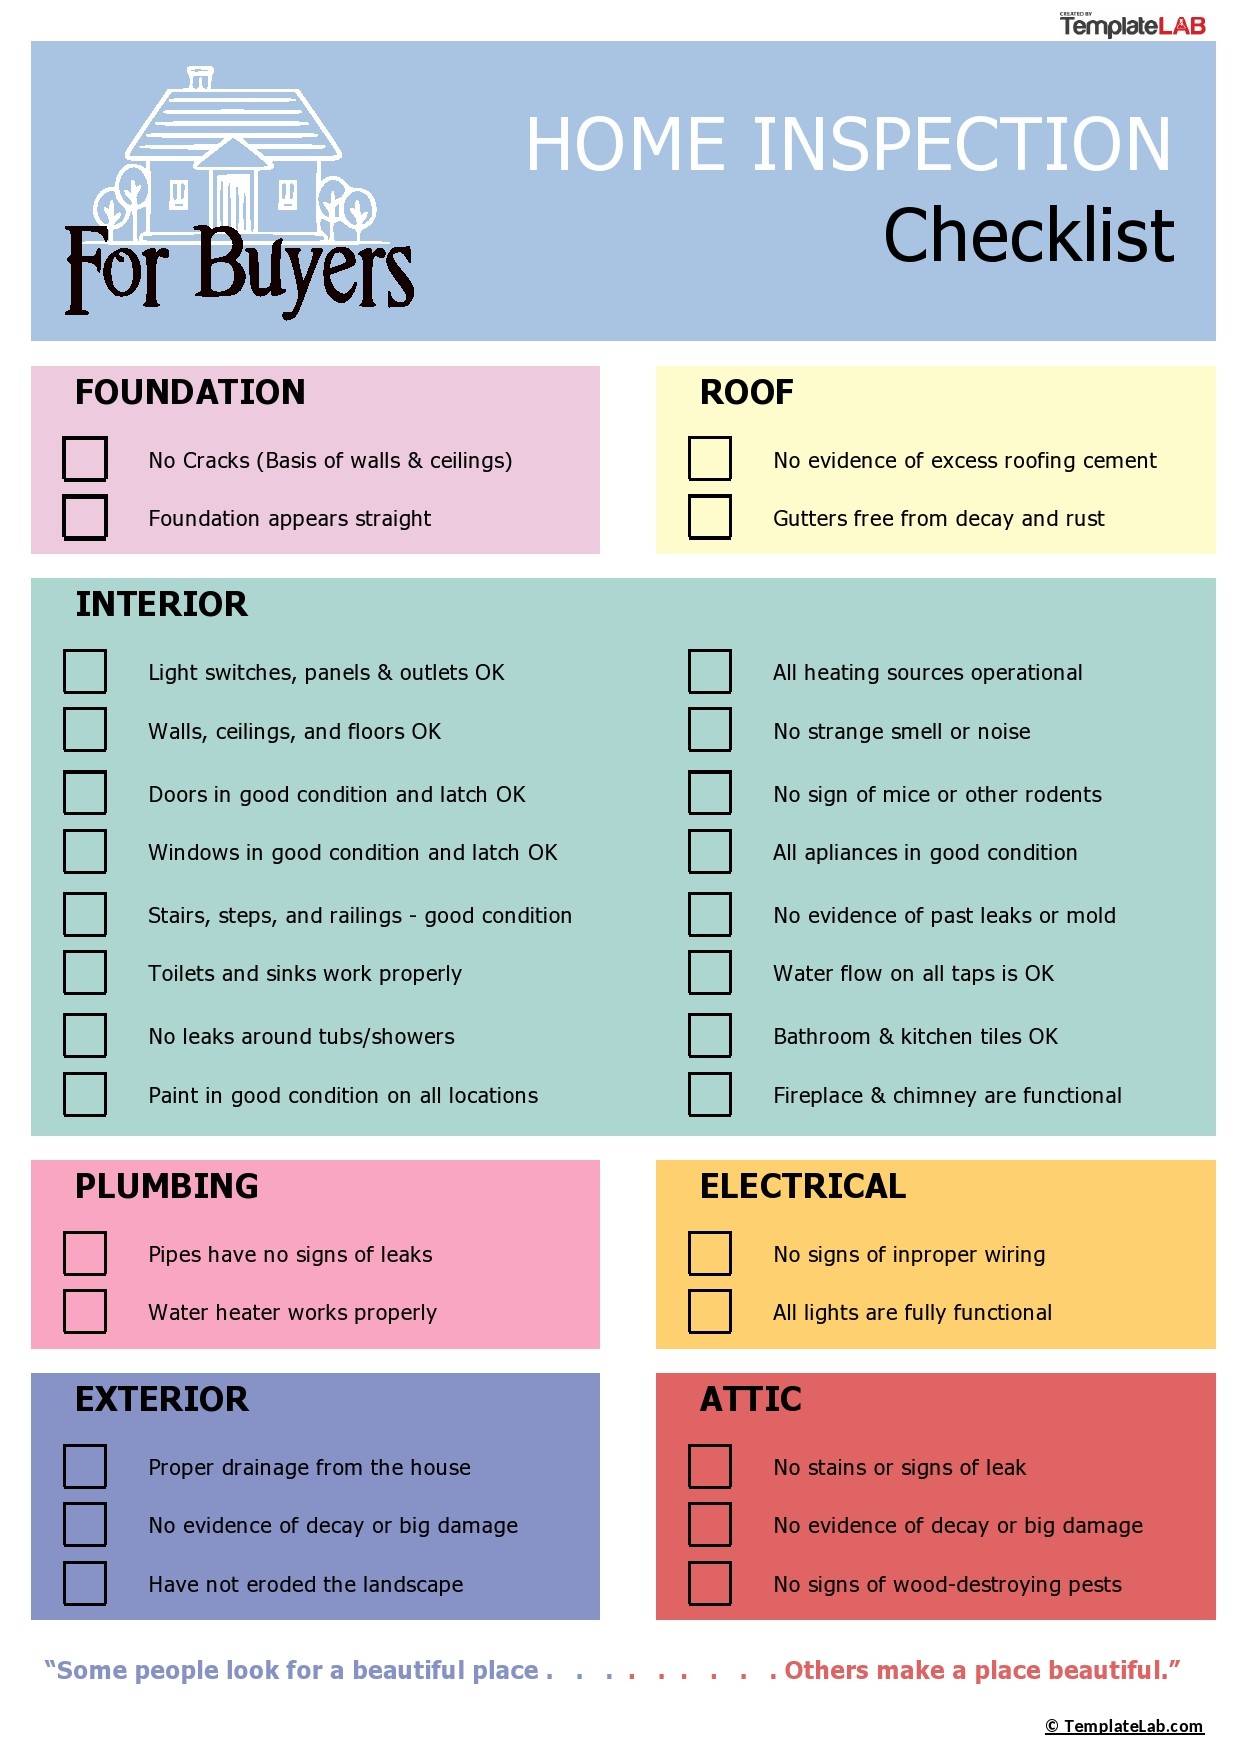 CREATED BY
TemplateLAB
HOME INSPECTION
Checklist
For Buyers
FOUNDATION
No Cracks (Basis of walls & ceilings)
Foundation appears straight
ROOF
No evidence of excess roofing cement
Gutters free from decay and rust
INTERIOR
Light switches, panels & outlets OK
Walls, ceilings, and floors OK
Doors in good condition and latch OK
Windows in good condition and latch OK
Stairs, steps, and railings - good condition
Toilets and sinks work properly
No leaks around tubs/showers
Paint in good condition on all locations
All heating sources operational
No strange smell or noise
No sign of mice or other rodents
All apliances in good condition
No evidence of past leaks or mold
Water flow on all taps is OK
Bathroom & kitchen tiles OK
Fireplace & chimney are functional
PLUMBING
Pipes have no signs of leaks
Water heater works properly
ELECTRICAL
No signs of inproper wiring
All lights are fully functional
EXTERIOR
Proper drainage from the house
No evidence of decay or big damage
Have not eroded the landscape
ATTIC
No stains or signs of leak
No evidence of decay or big damage
No signs of wood-destroying pests
“Some people look for a beautiful place . . . . . . . . . Others make a place beautiful.”
© TemplateLab.com